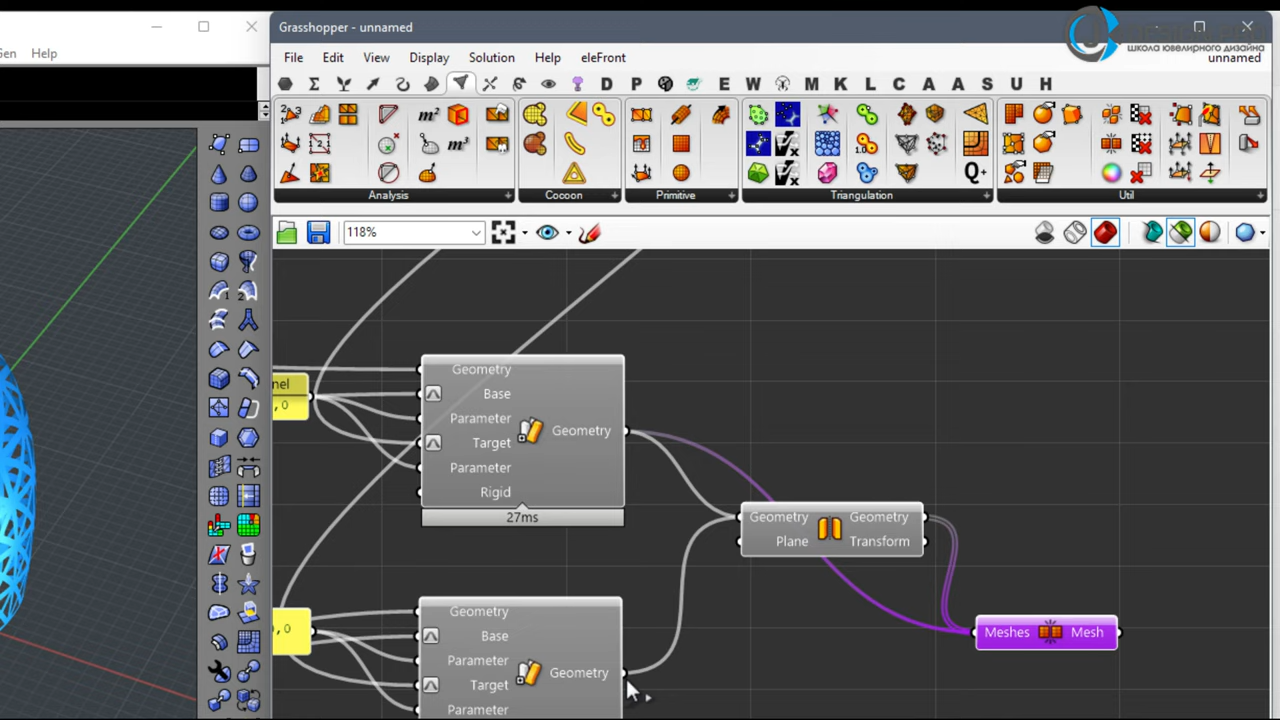 Grasshopper - unnamed
Gen Help
File Edit View Display Solution Help eleFront
школа ювелирного дизайна
unnamed
D P E W M K L C A A S U H
Analysis
Cocoon
Primitive
Triangulation
Util
118%
nel
,0
Geometry
Base
Parameter
Target
Parameter
Rigid
Geometry
27ms
Geometry
Plane
Geometry
Transform
Meshes
Mesh
0,0
Geometry
Base
Parameter
Target
Parameter
Geometry